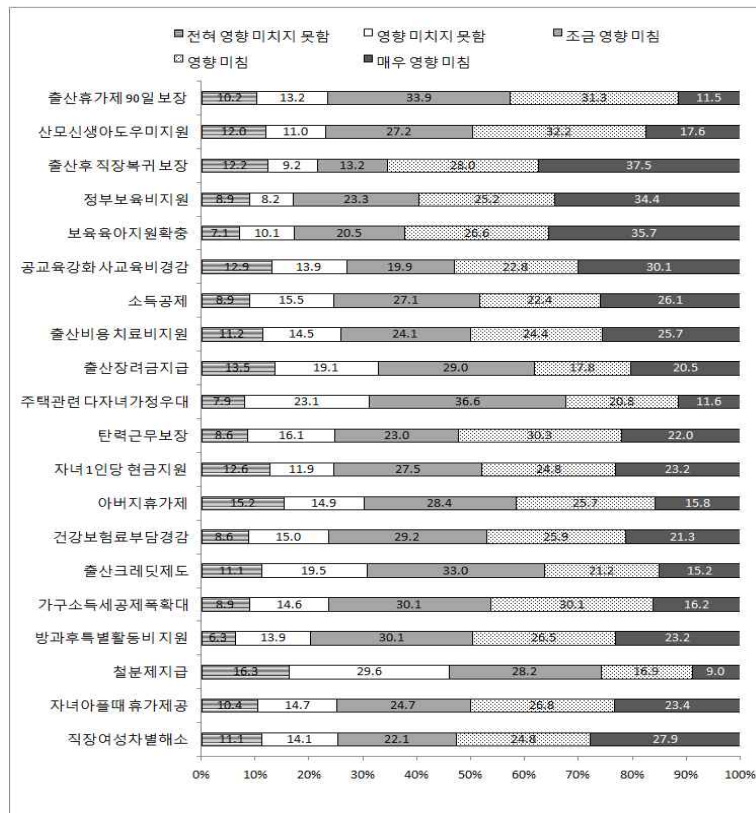 전혀 영향 미치지 못함 영향 미치지 못함 조금 영향 미침
영향 미침 매우 영향 미침
출산휴가제 90일 보장 10.2 13.2 33.9 31.3 11.5
산모신생아도우미지원 12.0 11.0 27.2 32.2 17.6
출산후 직장복귀 보장 12.2 9.2 13.2 28.0 37.5
정부보육비지원 8.9 8.2 23.3 25.2 34.4
보육육아지원확충 7.1 10.1 20.5 26.6 35.7
공교육강화 사교육비경감 12.9 13.9 19.9 22.8 30.1
소득공제 8.9 15.5 27.1 22.4 26.1
출산비용 치료비지원 11.2 14.5 24.1 24.4 25.7
출산장려금지급 13.5 19.1 29.0 17.8 20.5
주택관련 다자녀가정우대 7.9 23.1 36.6 20.8 11.6
탄력근무보장 8.6 16.1 23.0 30.3 22.0
자녀1인당 현금지원 12.6 11.9 27.5 24.8 23.2
아버지휴가제 15.2 14.9 28.4 25.7 15.8
건강보험료부담경감 8.6 15.0 29.2 25.9 21.3
출산크레딧제도 11.1 19.5 33.0 21.2 15.2
가구소득세공제폭확대 8.9 14.6 30.1 30.1 16.2
방과후특별활동비 지원 6.3 13.9 30.1 26.5 23.2
철분제지급 16.3 29.6 28.2 16.9 9.0
자녀아플때 휴가제공 10.4 14.7 24.7 26.8 23.4
직장여성차별해소 11.1 14.1 22.1 24.8 27.9
0% 10% 20% 30% 40% 50% 60% 70% 80% 90% 100%